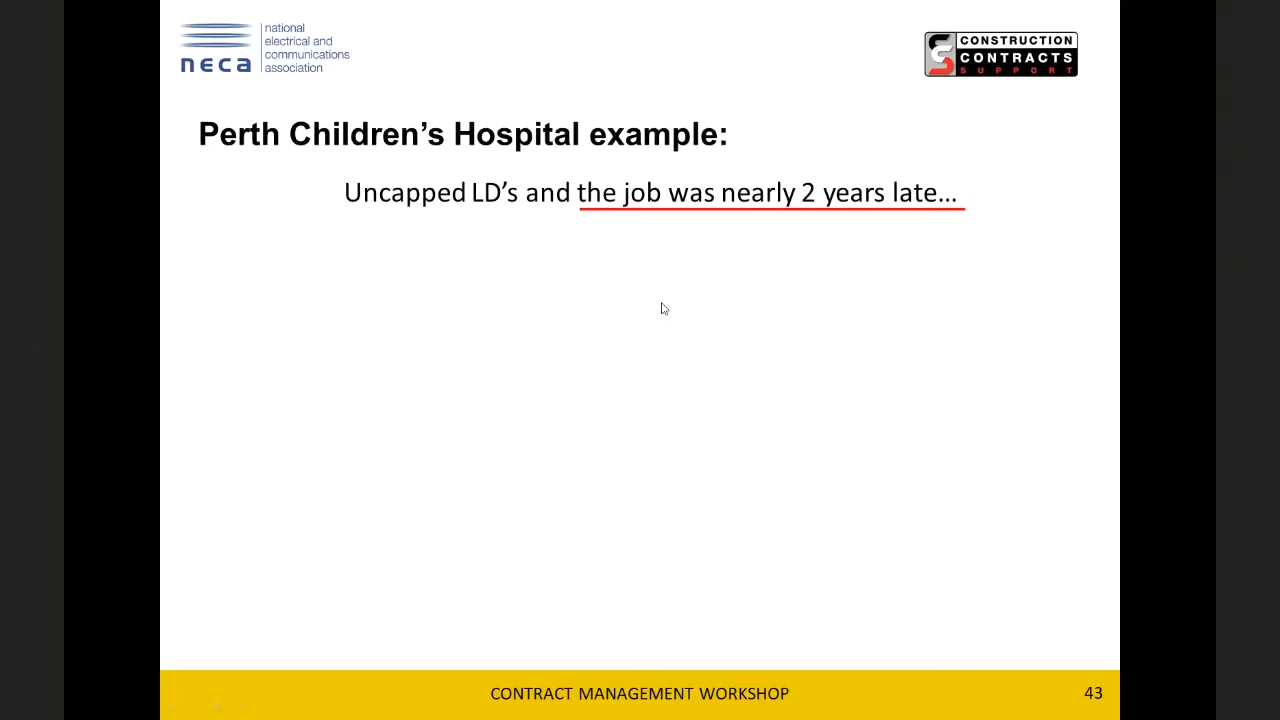 neca
national
electrical and
communications
association
CONSTRUCTION
CONTRACTS
SUPPORT
Perth Children’s Hospital example:
Uncapped LD’s and the job was nearly 2 years late…
CONTRACT MANAGEMENT WORKSHOP
43